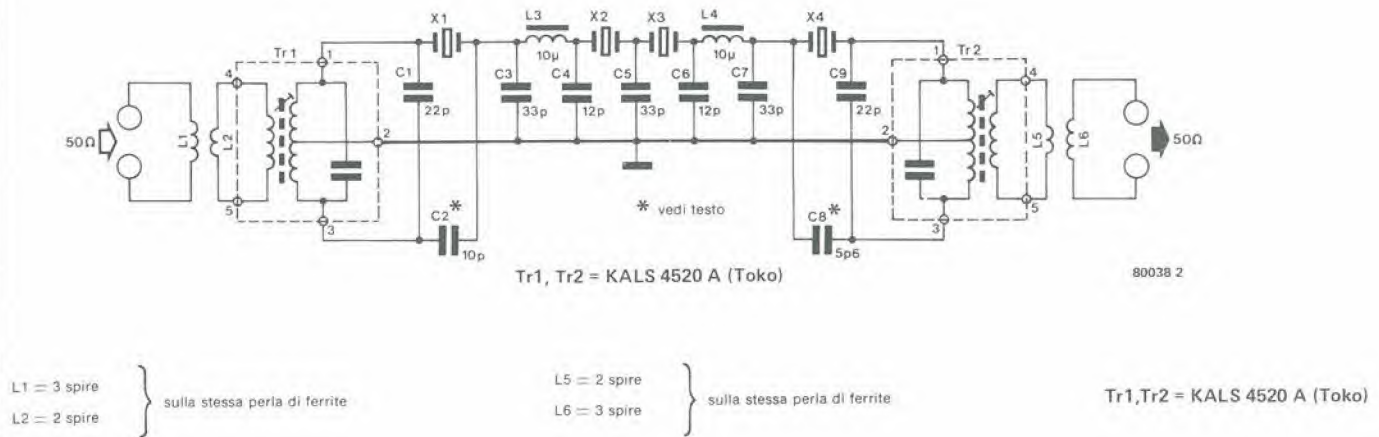 X1 L3 X2 X3 L4 X4
Tr1 1 10µ 10µ 1 Tr2
4 C1 C3 C4 C5 C6 C7 C9 4
22p 33p 12p 33p 12p 33p 22p
50Ω L1 L2 2 2 L5 L6 50Ω
5 3 C2 * * vedi testo C8 * 3 5
10p 5p6
Tr1, Tr2 = KALS 4520 A (Toko)
80038 2
L1 = 3 spire
L2 = 2 spire
sulla stessa perla di ferrite
L5 = 2 spire
L6 = 3 spire
sulla stessa perla di ferrite
Tr1,Tr2 = KALS 4520 A (Toko)